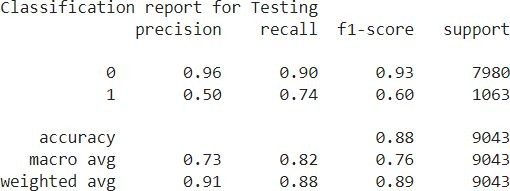 Classification report for Testing
precision recall f1-score support
0 0.96 0.90 0.93 7980
1 0.50 0.74 0.60 1063
accuracy 0.88 9043
macro avg 0.73 0.82 0.76 9043
weighted avg 0.91 0.88 0.89 9043